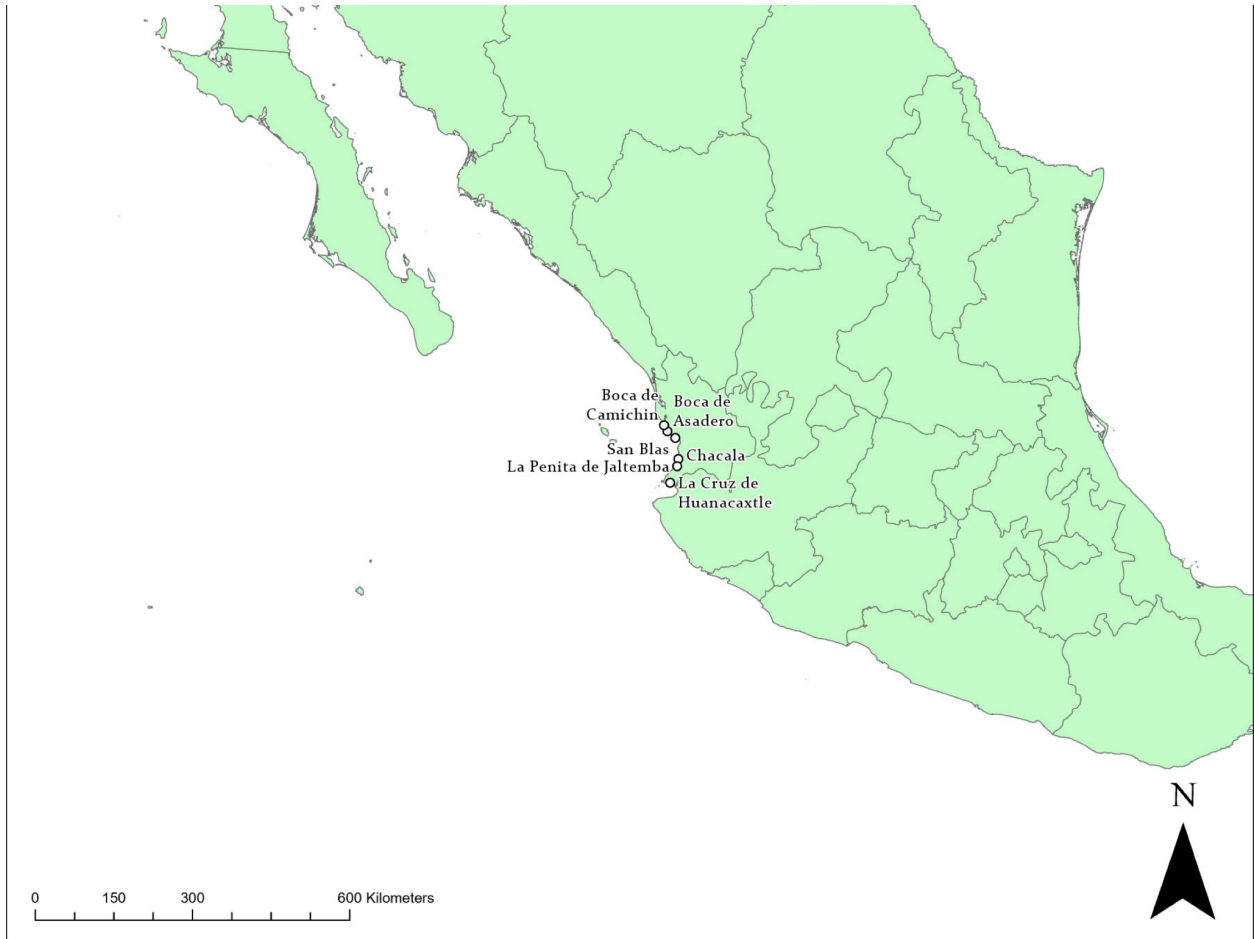 Boca de
Camichin
Boca de
Asadero
San Blas
Chacala
La Penita de Jaltemba
La Cruz de
Huanacaxtle
N
0 150 300 600 Kilometers